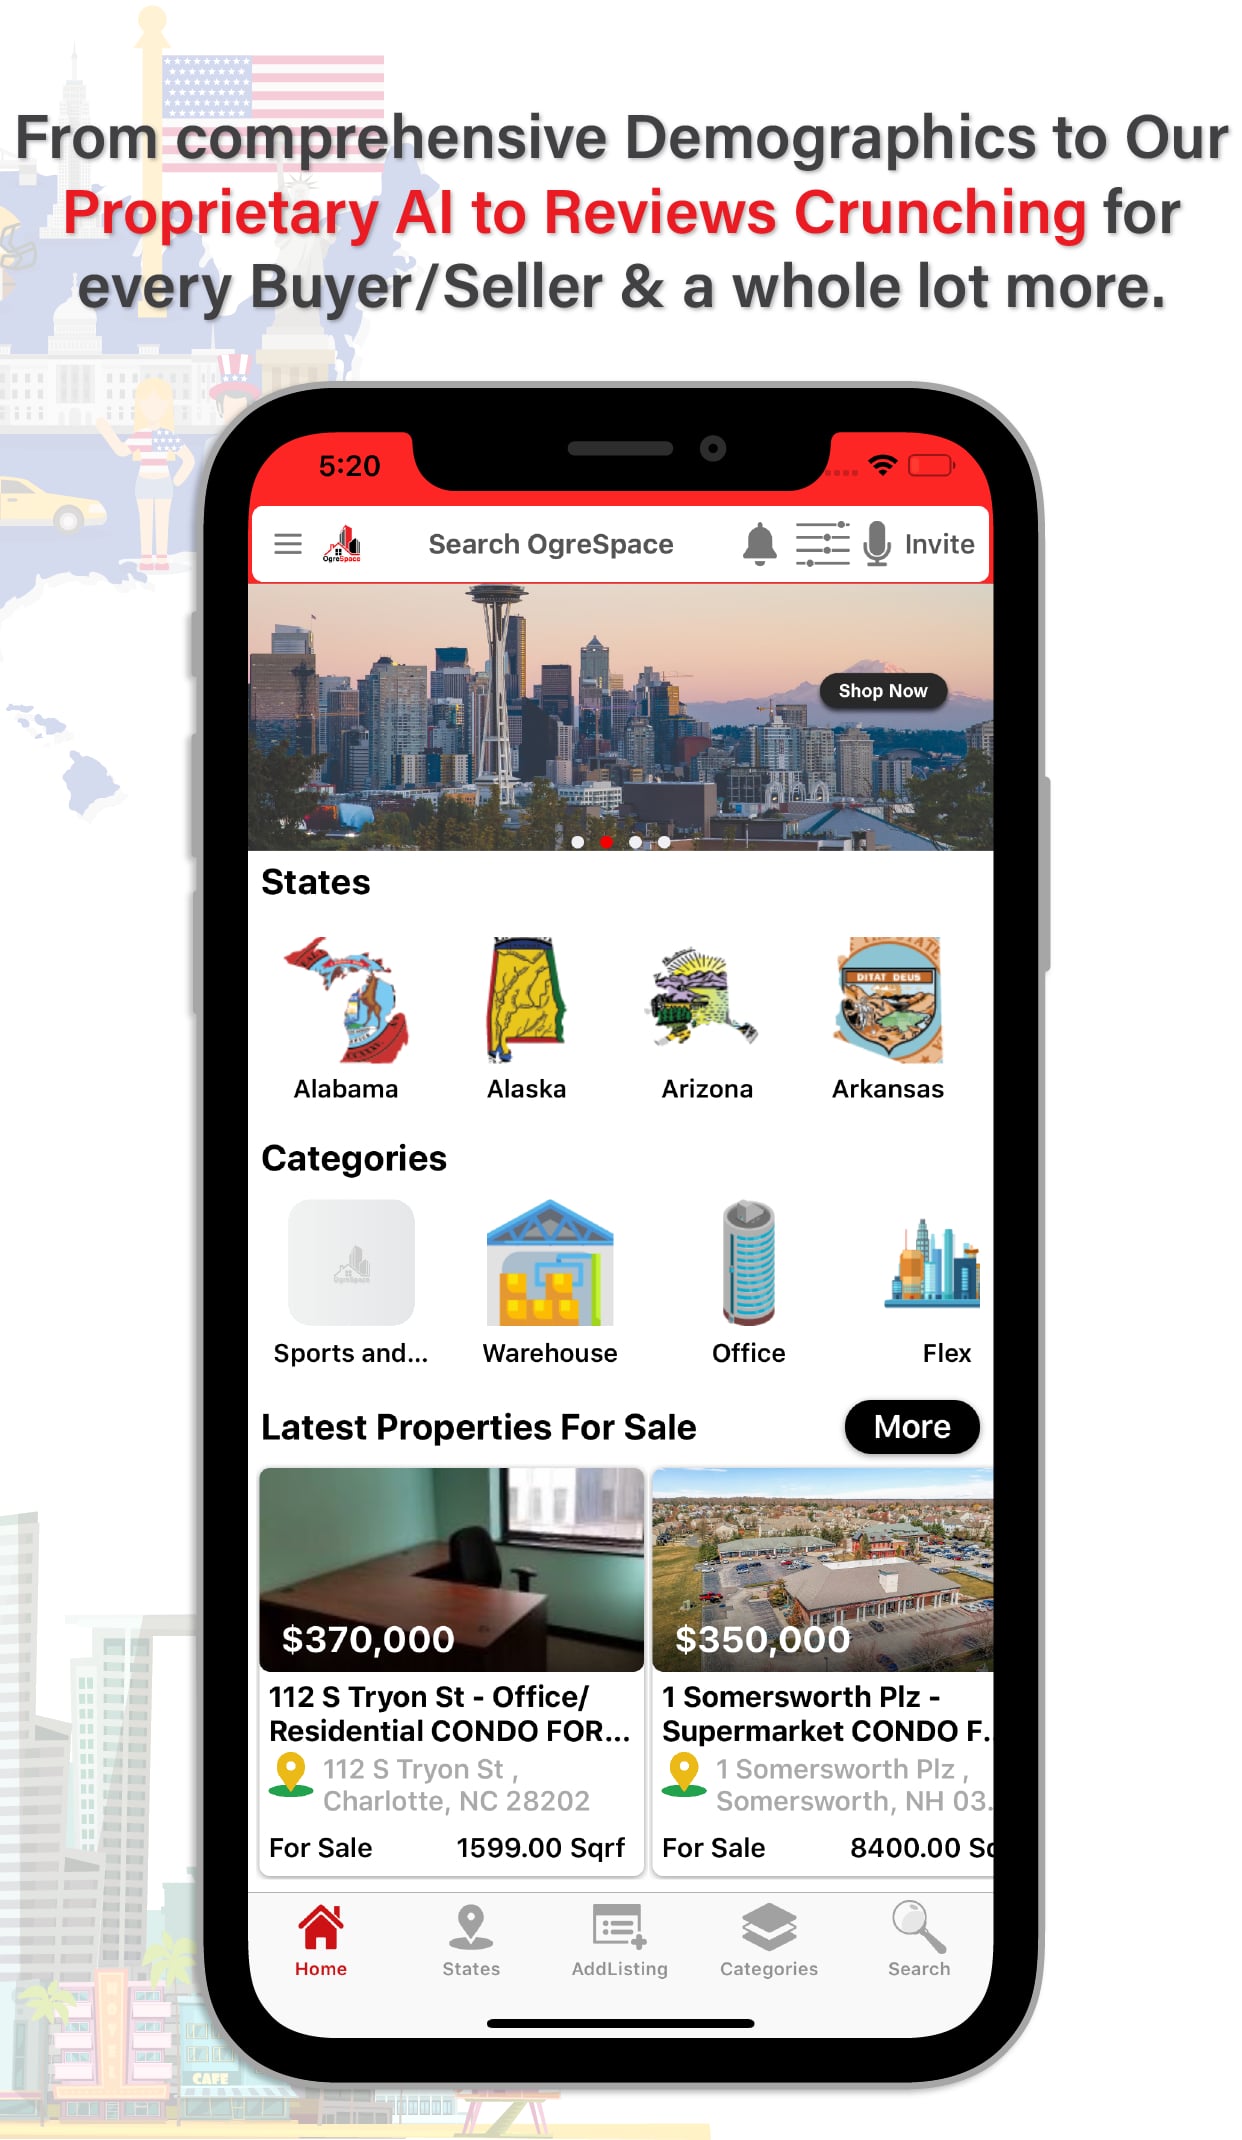 From comprehensive Demographics to Our
Proprietary AI to Reviews Crunching for
every Buyer/Seller & a whole lot more.
5:20
OgreSpace
Search OgreSpace
Invite
Shop Now
States
DITAT DEUS
Alabama
Alaska
Arizona
Arkansas
Categories
OgreSpace
Sports and...
Warehouse
Office
Flex
Latest Properties For Sale
More
$370,000
$350,000
112 S Tryon St - Office/
Residential CONDO FOR...
112 S Tryon St ,
Charlotte, NC 28202
For Sale
1599.00 Sqrf
1 Somersworth Plz -
Supermarket CONDO F.
1 Somersworth Plz ,
Somersworth, NH 03.
For Sale
8400.00
Home
States
AddListing
Categories
Search
HOTEL
CAFE